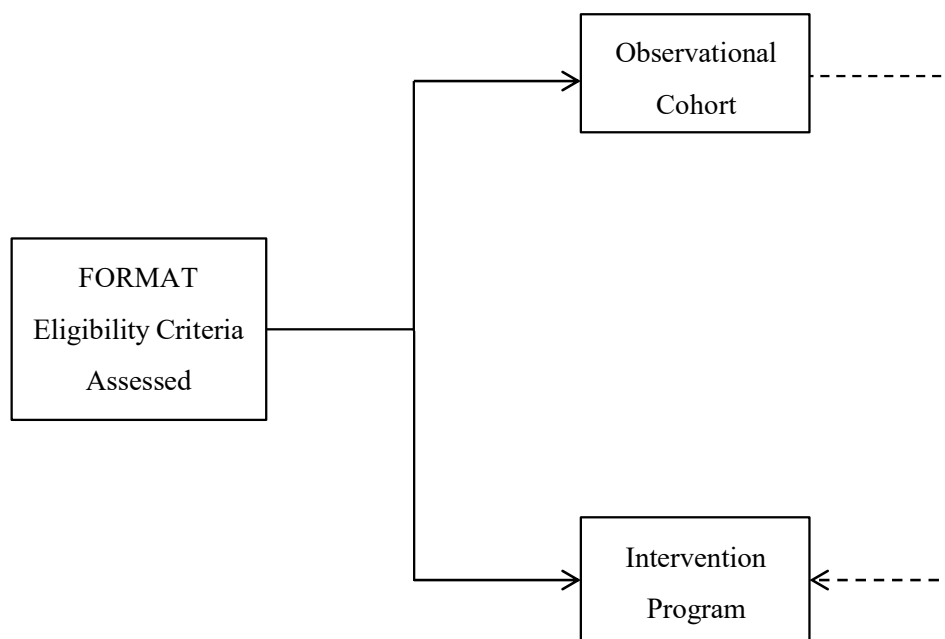 Observational
Cohort
FORMAT
Eligibility Criteria
Assessed
Intervention
Program